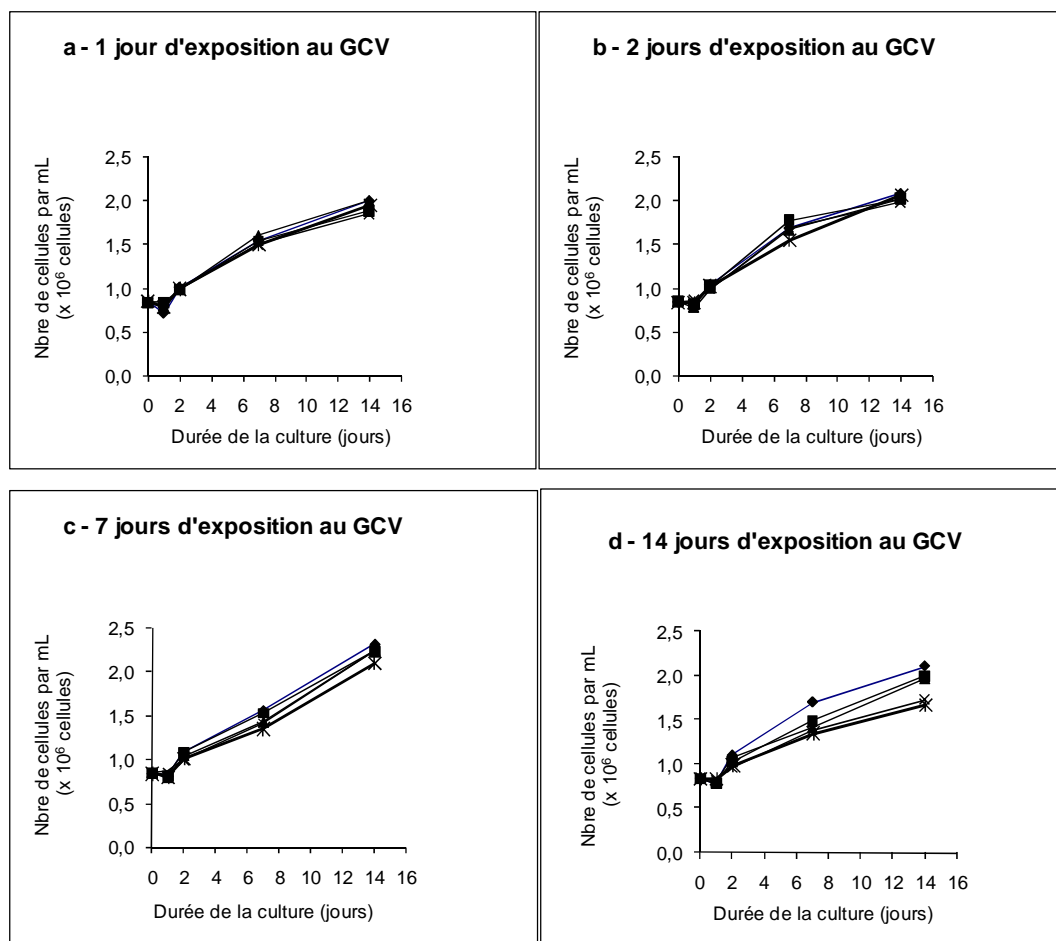 a - 1 jour d'exposition au GCV
Nbre de cellules par mL
(x 10⁶ cellules)
2,5
2,0
1,5
1,0
0,5
0,0
0 2 4 6 8 10 12 14 16
Durée de la culture (jours)
b - 2 jours d'exposition au GCV
Nbre de cellules par mL
(x 10⁶ cellules)
2,5
2,0
1,5
1,0
0,5
0,0
0 2 4 6 8 10 12 14 16
Durée de la culture (jours)
c - 7 jours d'exposition au GCV
Nbre de cellules par mL
(x 10⁶ cellules)
2,5
2,0
1,5
1,0
0,5
0,0
0 2 4 6 8 10 12 14 16
Durée de la culture (jours)
d - 14 jours d'exposition au GCV
Nbre de cellules par mL
(x 10⁶ cellules)
2,5
2,0
1,5
1,0
0,5
0,0
0 2 4 6 8 10 12 14 16
Durée de la culture (jours)